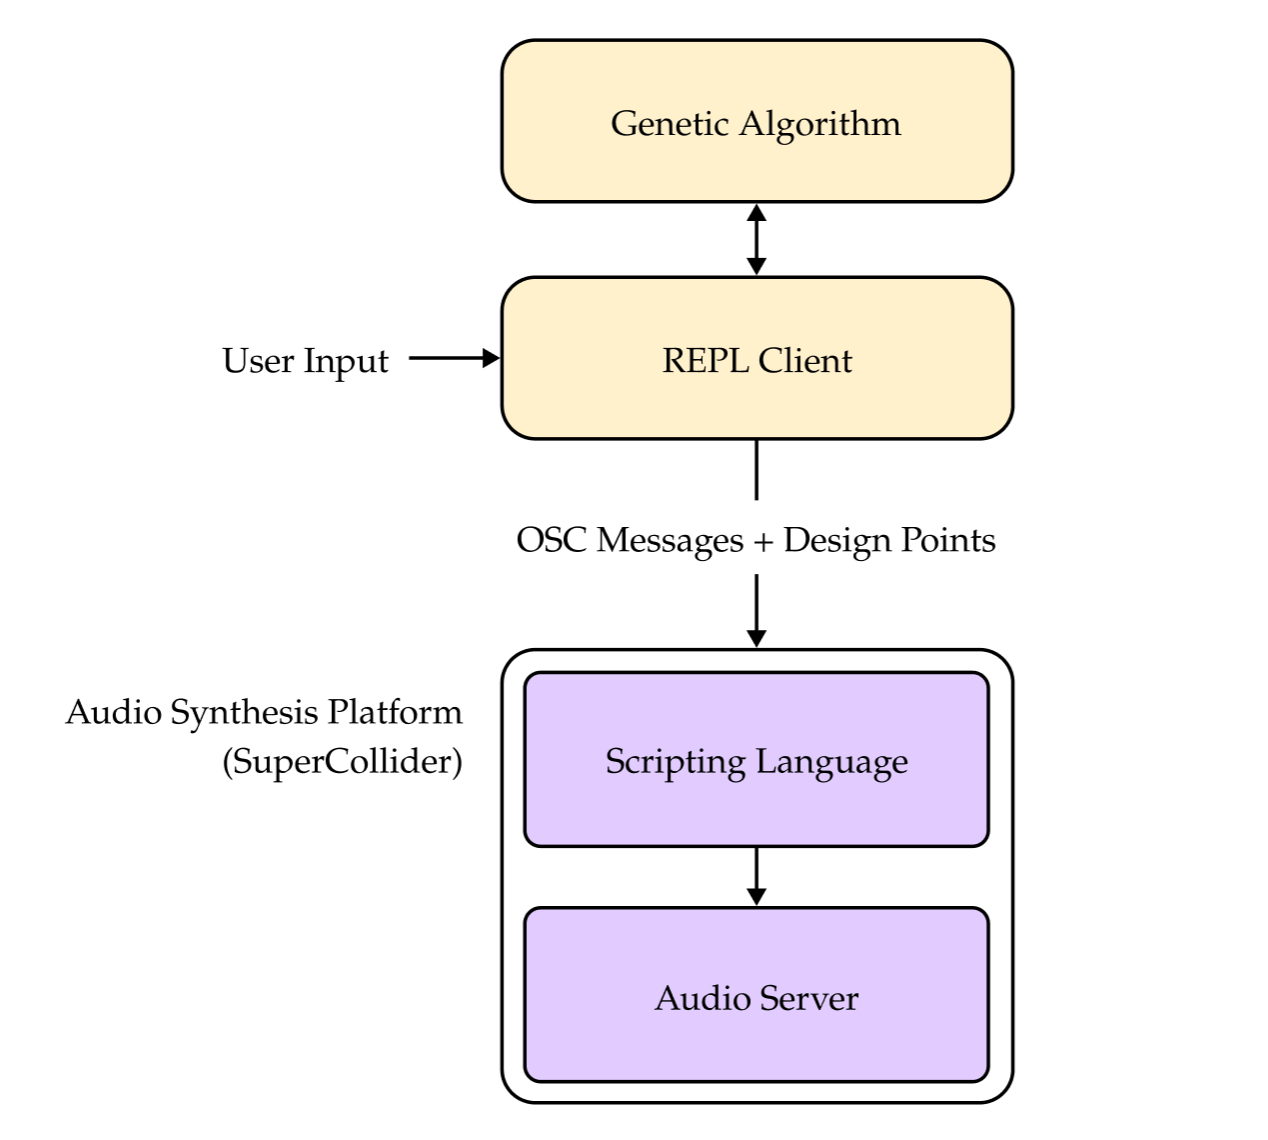 Genetic Algorithm
User Input
REPL Client
OSC Messages + Design Points
Audio Synthesis Platform
(SuperCollider)
Scripting Language
Audio Server